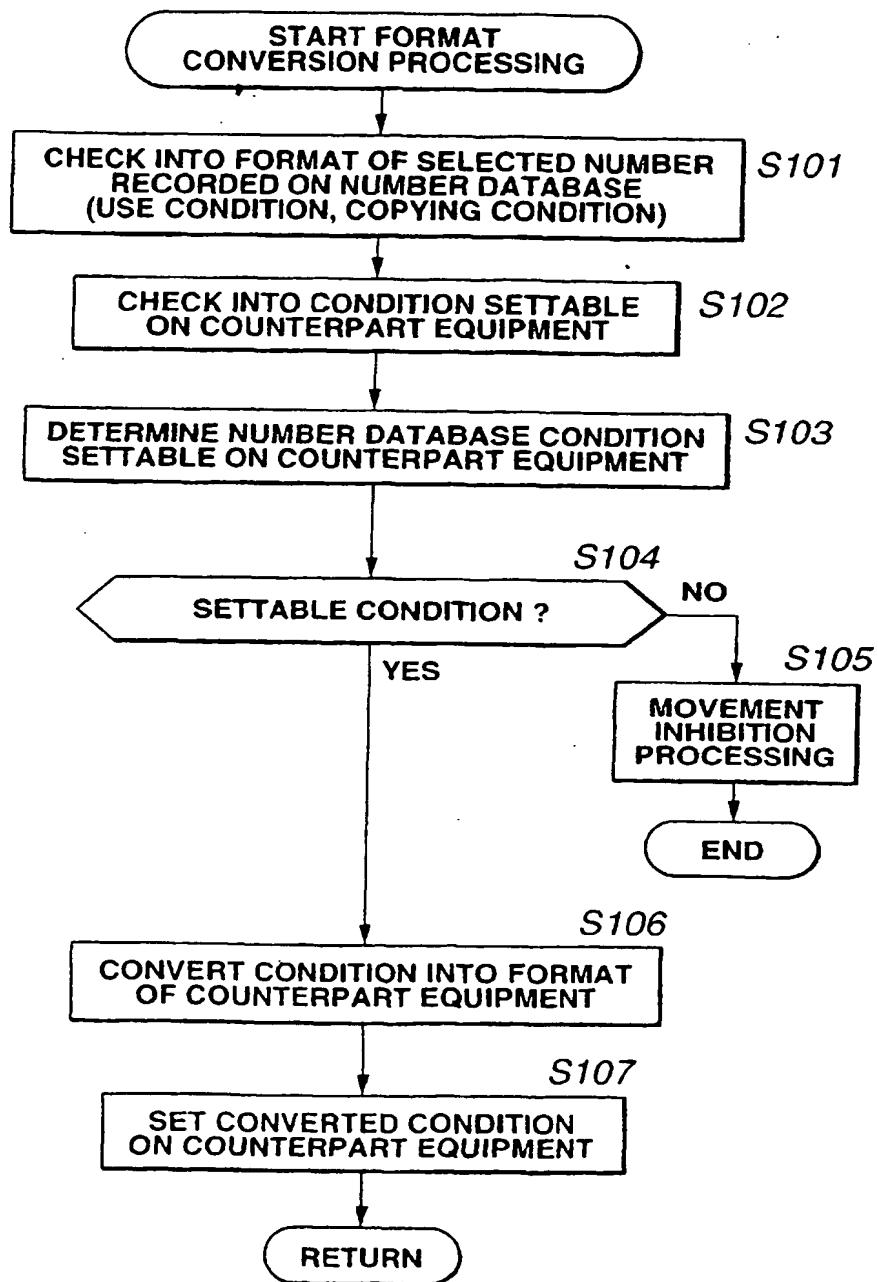 START FORMAT
CONVERSION PROCESSING
CHECK INTO FORMAT OF SELECTED NUMBER
RECORDED ON NUMBER DATABASE
(USE CONDITION, COPYING CONDITION)
S101
CHECK INTO CONDITION SETTABLE
ON COUNTERPART EQUIPMENT
S102
DETERMINE NUMBER DATABASE CONDITION
SETTABLE ON COUNTERPART EQUIPMENT
S103
S104
SETTABLE CONDITION ?
NO
YES
S105
MOVEMENT
INHIBITION
PROCESSING
END
S106
CONVERT CONDITION INTO FORMAT
OF COUNTERPART EQUIPMENT
S107
SET CONVERTED CONDITION
ON COUNTERPART EQUIPMENT
RETURN